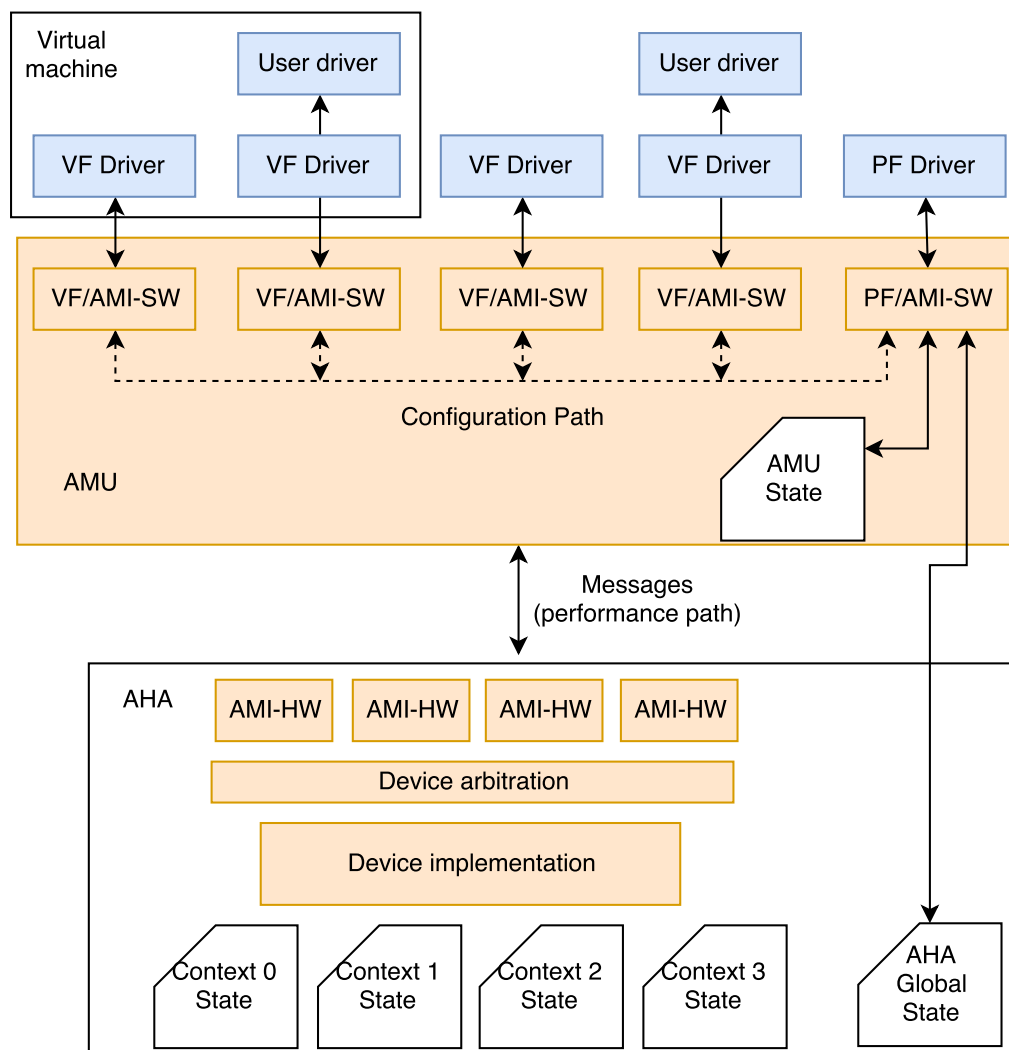 Virtual
machine
User driver
User driver
VF Driver
VF Driver
VF Driver
VF Driver
PF Driver
VF/AMI-SW
VF/AMI-SW
VF/AMI-SW
VF/AMI-SW
PF/AMI-SW
Configuration Path
AMU
AMU
State
Messages
(performance path)
AHA
AMI-HW
AMI-HW
AMI-HW
AMI-HW
Device arbitration
Device implementation
Context 0
State
Context 1
State
Context 2
State
Context 3
State
AHA
Global
State